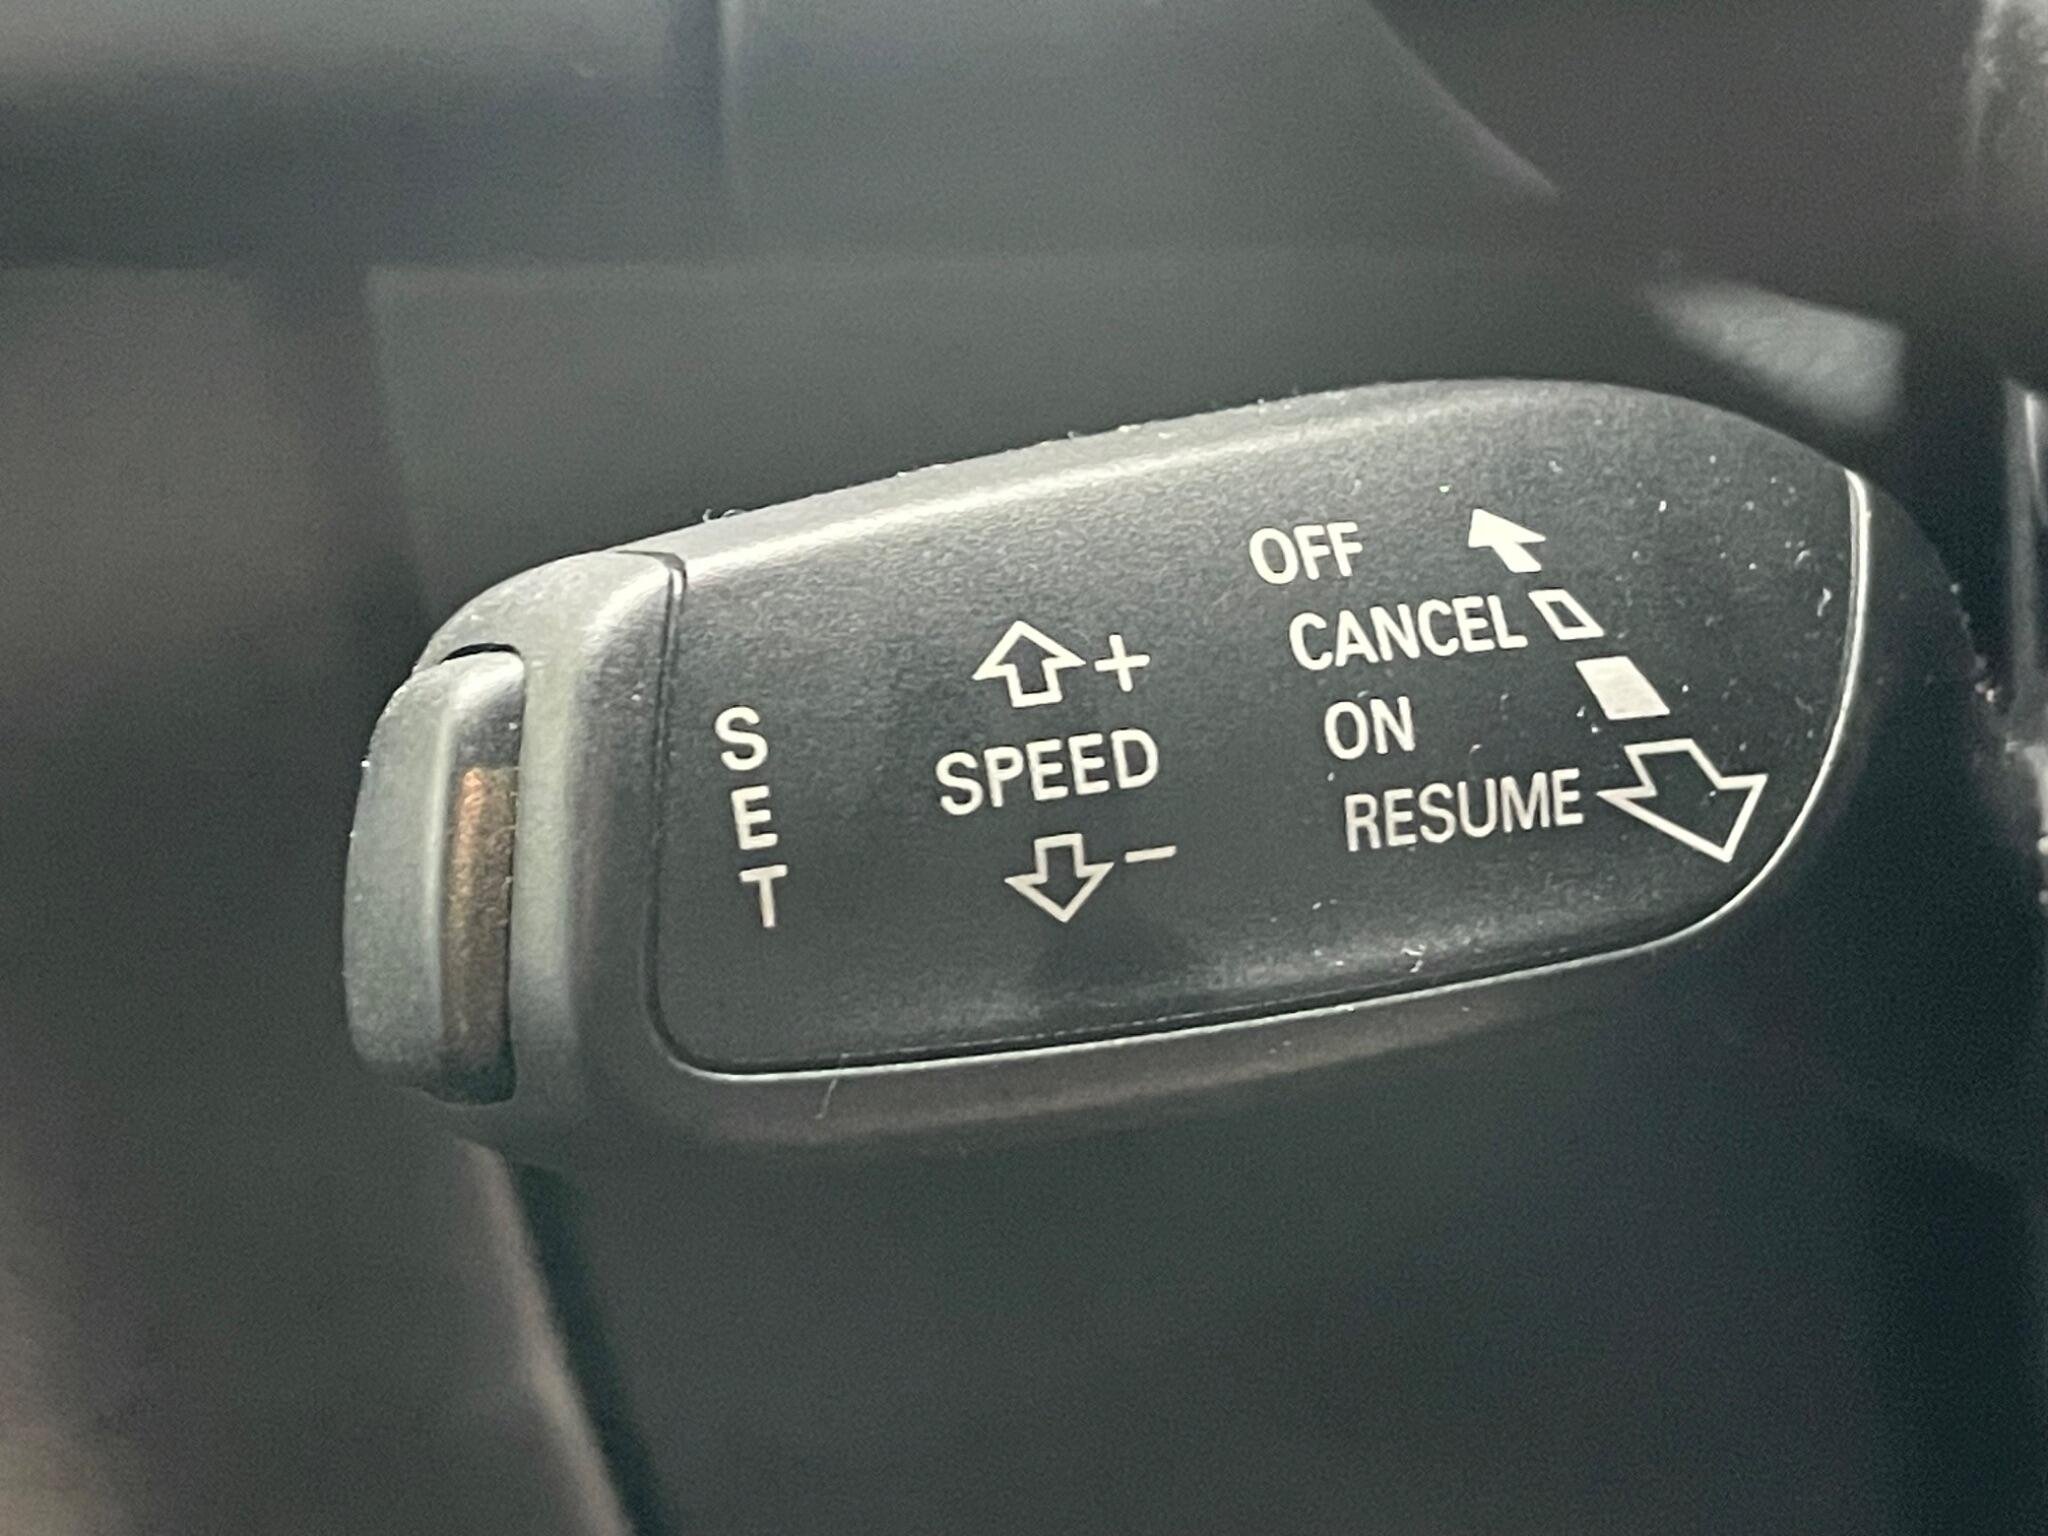 SET
+
SPEED
−
OFF
CANCEL
ON
RESUME